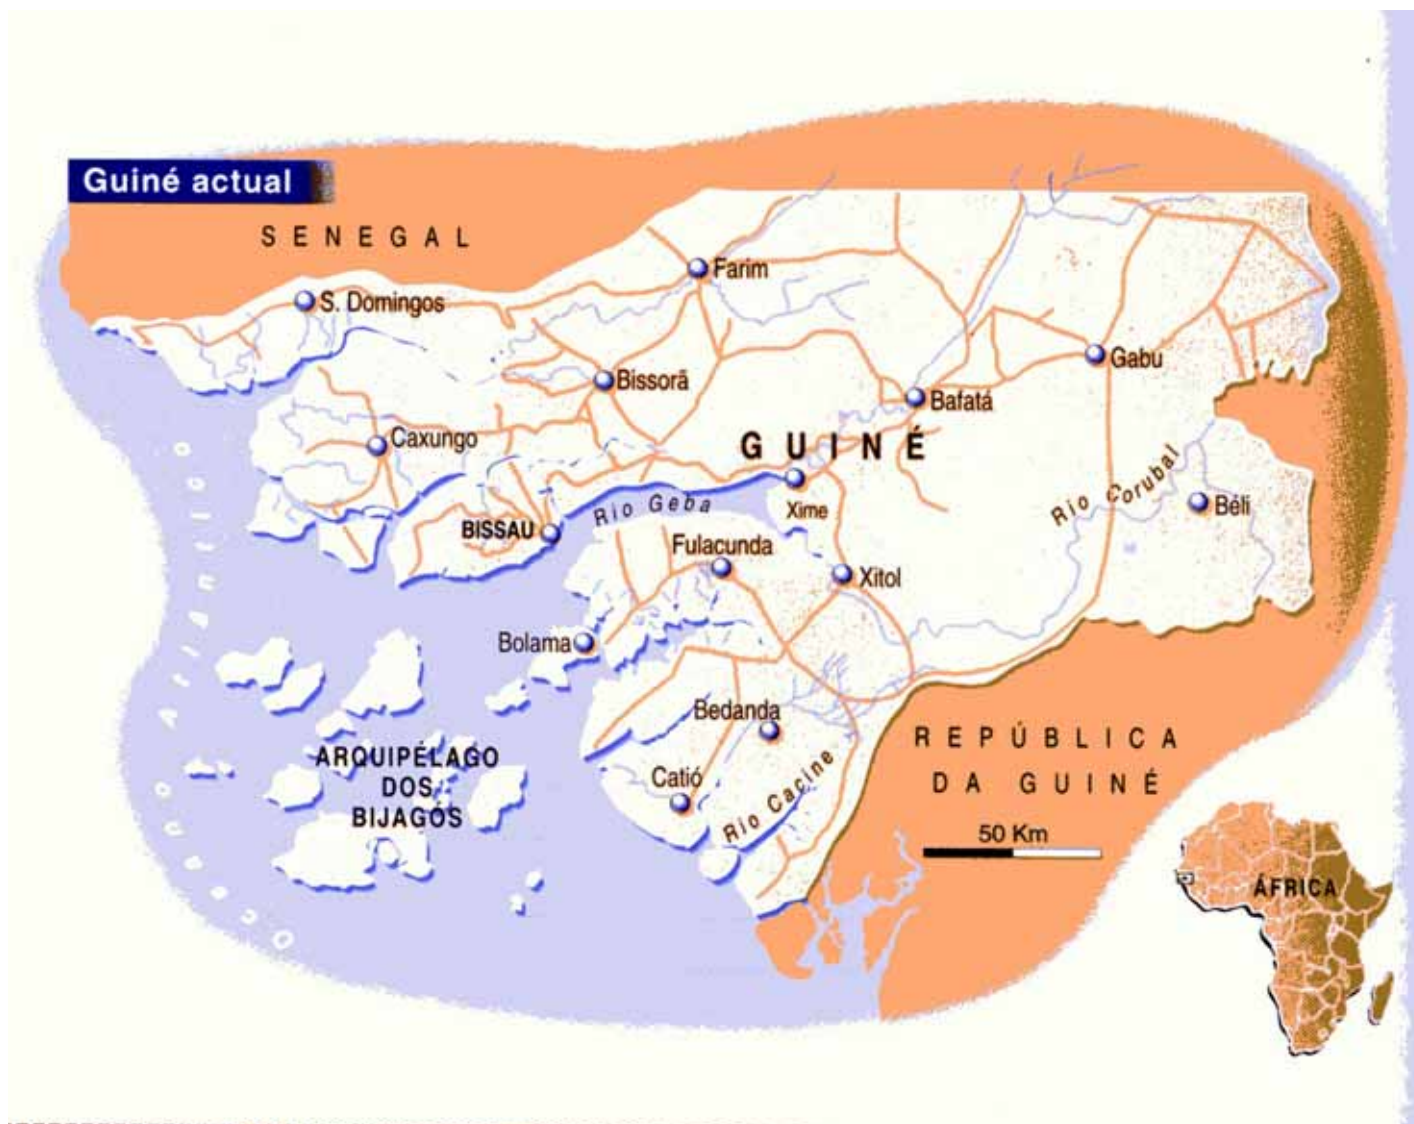 Guiné actual
SENEGAL
Farim
S. Domingos
Gabu
Bissorã
Bafatá
Caxungo
GUINÉ
Rio Corubal
Xime
Béli
Rio Geba
BISSAU
Fulacunda
Xitol
Bolama
Bedanda
REPÚBLICA
DA GUINÉ
ARQUIPÉLAGO
DOS
BIJAGÓS
Catió
Rio Cacine
50 Km
ÁFRICA
OCEANO ATLÂNTICO